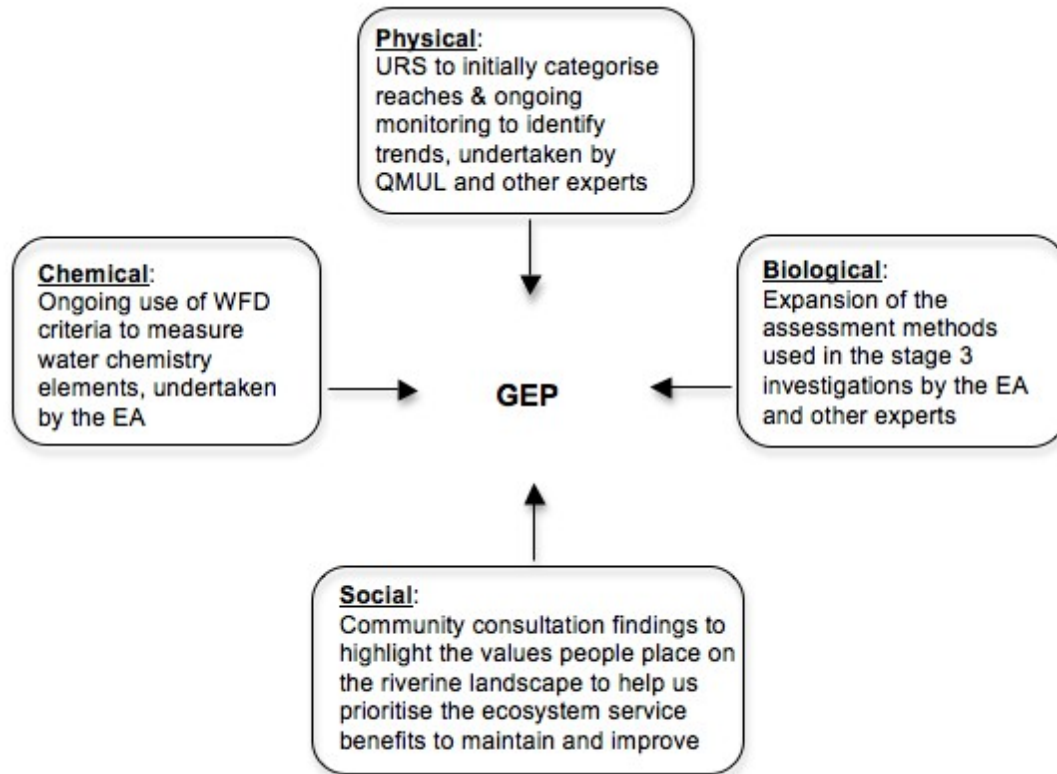 Physical:
URS to initially categorise
reaches & ongoing
monitoring to identify
trends, undertaken by
QMUL and other experts
Chemical:
Ongoing use of WFD
criteria to measure
water chemistry
elements, undertaken
by the EA
GEP
Biological:
Expansion of the
assessment methods
used in the stage 3
investigations by the EA
and other experts
Social:
Community consultation findings to
highlight the values people place on
the riverine landscape to help us
prioritise the ecosystem service
benefits to maintain and improve